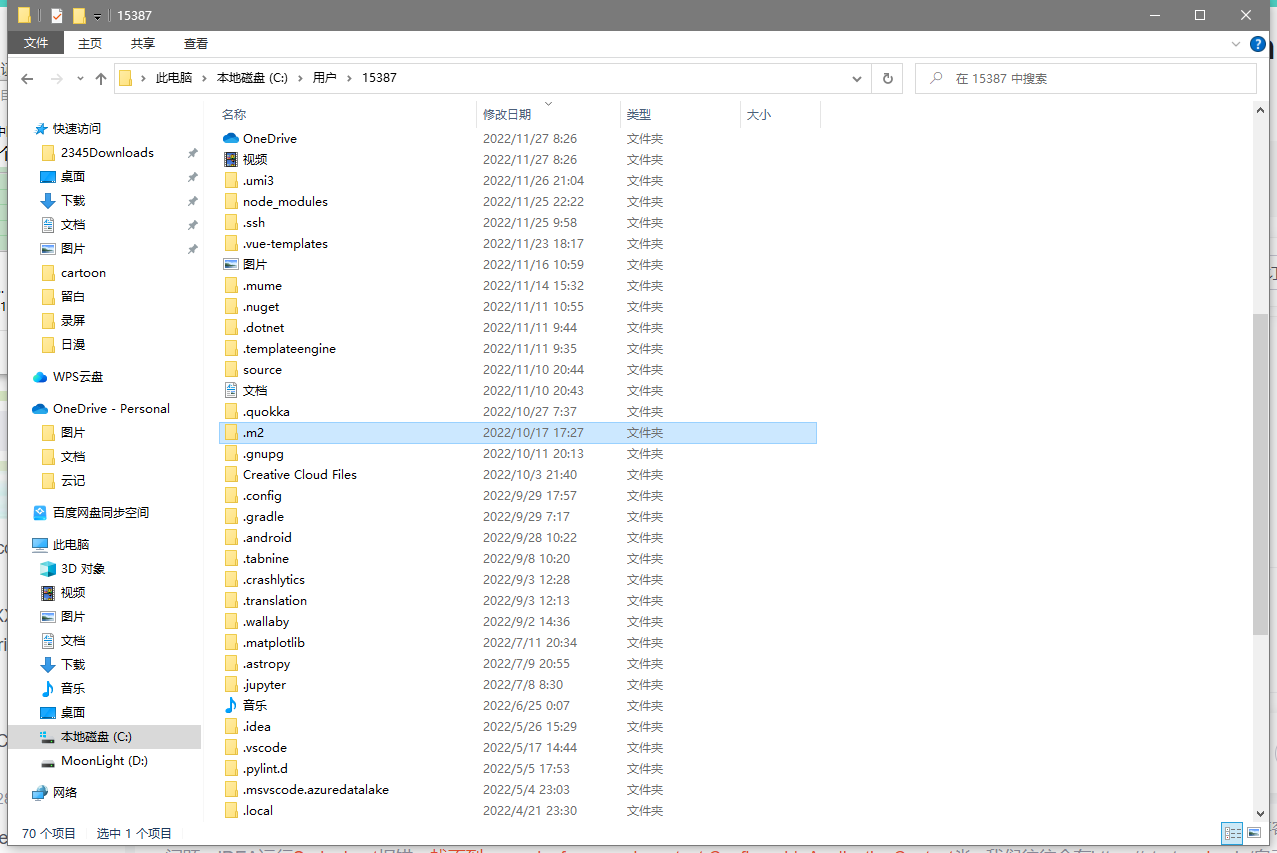 15387
文件 主页 共享 查看
此电脑 本地磁盘 (C:) 用户 15387
在 15387 中搜索
快速访问
2345Downloads
桌面
下载
文档
图片
cartoon
留白
录屏
日漫
WPS云盘
OneDrive - Personal
图片
文档
云记
百度网盘同步空间
此电脑
3D 对象
视频
图片
文档
下载
音乐
桌面
本地磁盘 (C:)
MoonLight (D:)
网络
名称 修改日期 类型 大小
OneDrive 2022/11/27 8:26 文件夹
视频 2022/11/27 8:26 文件夹
.umi3 2022/11/26 21:04 文件夹
node_modules 2022/11/25 22:22 文件夹
.ssh 2022/11/25 9:58 文件夹
.vue-templates 2022/11/23 18:17 文件夹
图片 2022/11/16 10:59 文件夹
.mume 2022/11/14 15:32 文件夹
.nuget 2022/11/11 10:55 文件夹
.dotnet 2022/11/11 9:44 文件夹
.templateengine 2022/11/11 9:35 文件夹
source 2022/11/10 20:44 文件夹
文档 2022/11/10 20:43 文件夹
.quokka 2022/10/27 7:37 文件夹
.m2 2022/10/17 17:27 文件夹
.gnupg 2022/10/11 20:13 文件夹
Creative Cloud Files 2022/10/3 21:40 文件夹
.config 2022/9/29 17:57 文件夹
.gradle 2022/9/29 7:17 文件夹
.android 2022/9/28 10:22 文件夹
.tabnine 2022/9/8 10:20 文件夹
.crashlytics 2022/9/3 12:28 文件夹
.translation 2022/9/3 12:13 文件夹
.wallaby 2022/9/2 14:36 文件夹
.matplotlib 2022/7/11 20:34 文件夹
.astropy 2022/7/9 20:55 文件夹
.jupyter 2022/7/8 8:30 文件夹
音乐 2022/6/25 0:07 文件夹
.idea 2022/5/26 15:29 文件夹
.vscode 2022/5/17 14:44 文件夹
.pylint.d 2022/5/5 17:53 文件夹
.msvscode.azuredatalake 2022/5/4 23:03 文件夹
.local 2022/4/21 23:30 文件夹
70 个项目 选中 1 个项目